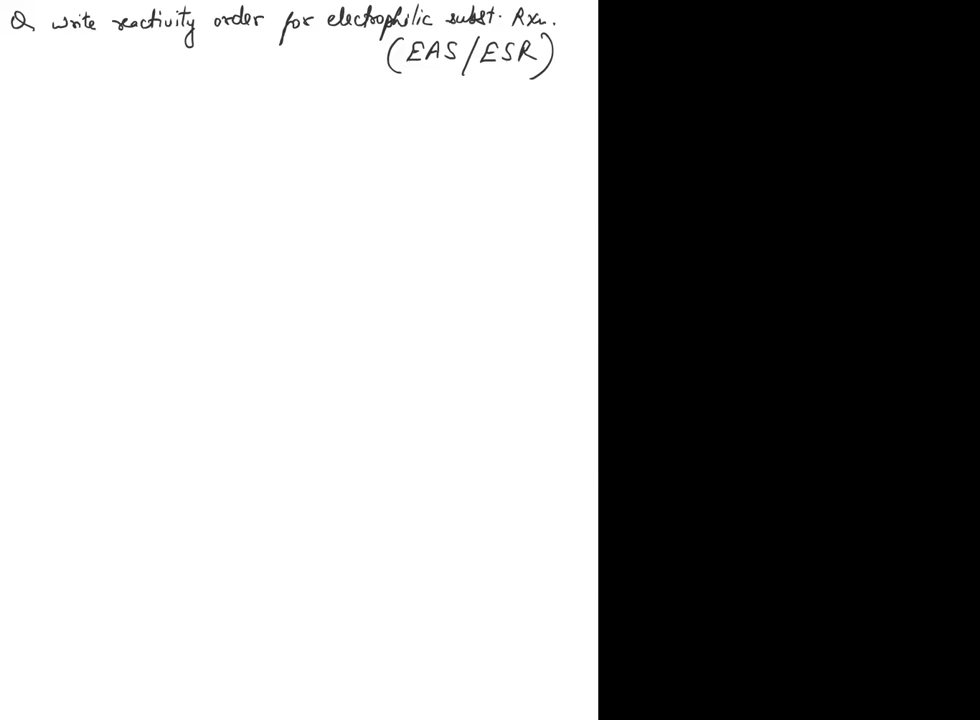 Q write reactivity order for electrophilic subst. Rxn.
(EAS/ESR)